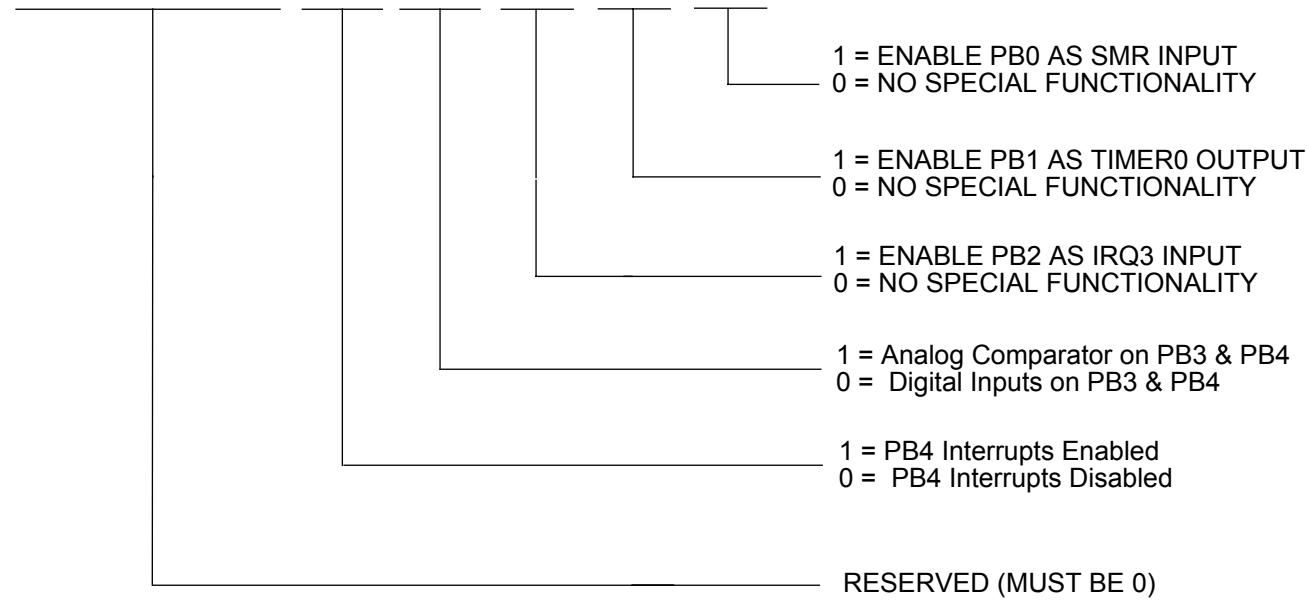 1 = ENABLE PB0 AS SMR INPUT
0 = NO SPECIAL FUNCTIONALITY
1 = ENABLE PB1 AS TIMER0 OUTPUT
0 = NO SPECIAL FUNCTIONALITY
1 = ENABLE PB2 AS IRQ3 INPUT
0 = NO SPECIAL FUNCTIONALITY
1 = Analog Comparator on PB3 & PB4
0 = Digital Inputs on PB3 & PB4
1 = PB4 Interrupts Enabled
0 = PB4 Interrupts Disabled
RESERVED (MUST BE 0)